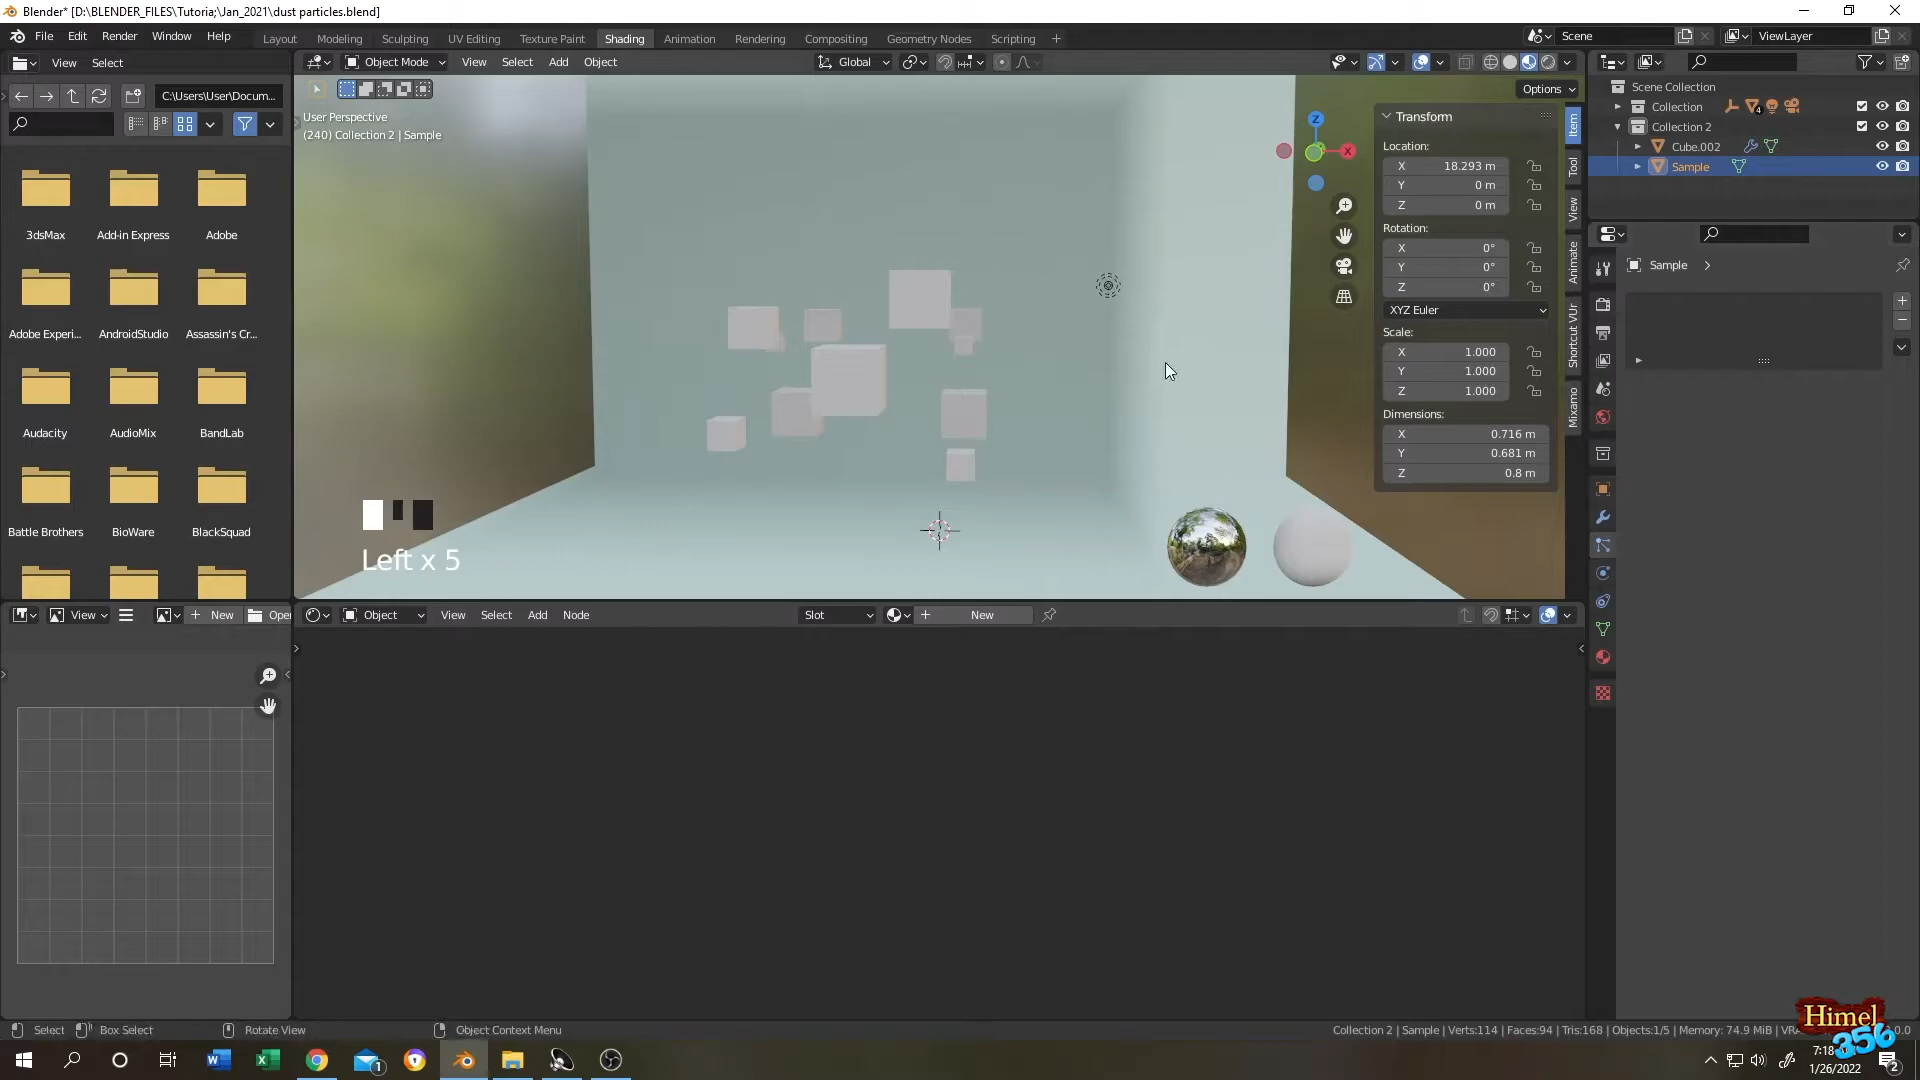 Blender* [D:\BLENDER_FILES\Tutoria;\Jan_2021\dust particles.blend]
File Edit Render Window Help
Layout Modeling Sculpting UV Editing Texture Paint Shading Animation Rendering Compositing Geometry Nodes Scripting +
Scene ViewLayer
View Select
Object Mode View Select Add Object
Global
C:\Users\User\Docum...
Options
User Perspective
(240) Collection 2 | Sample
Z
X
3dsMax Add-in Express Adobe
Adobe Experi... AndroidStudio Assassin's Cr...
Audacity AudioMix BandLab
Battle Brothers BioWare BlackSquad
Transform
Location:
X 18.293 m
Y 0 m
Z 0 m
Rotation:
X 0°
Y 0°
Z 0°
XYZ Euler
Scale:
X 1.000
Y 1.000
Z 1.000
Dimensions:
X 0.716 m
Y 0.681 m
Z 0.8 m
Item
Tool
View
Animate
Shortcut VUr
Mixamo
Scene Collection
Collection 4
Collection 2
Cube.002
Sample
Sample
Left x 5
View New Open
Object View Select Add Node Slot New
Select Box Select Rotate View Object Context Menu
Collection 2 | Sample | Verts:114 | Faces:94 | Tris:168 | Objects:1/5 | Memory: 74.9 MiB
Himel
356
1
7:18
1/26/2022
2